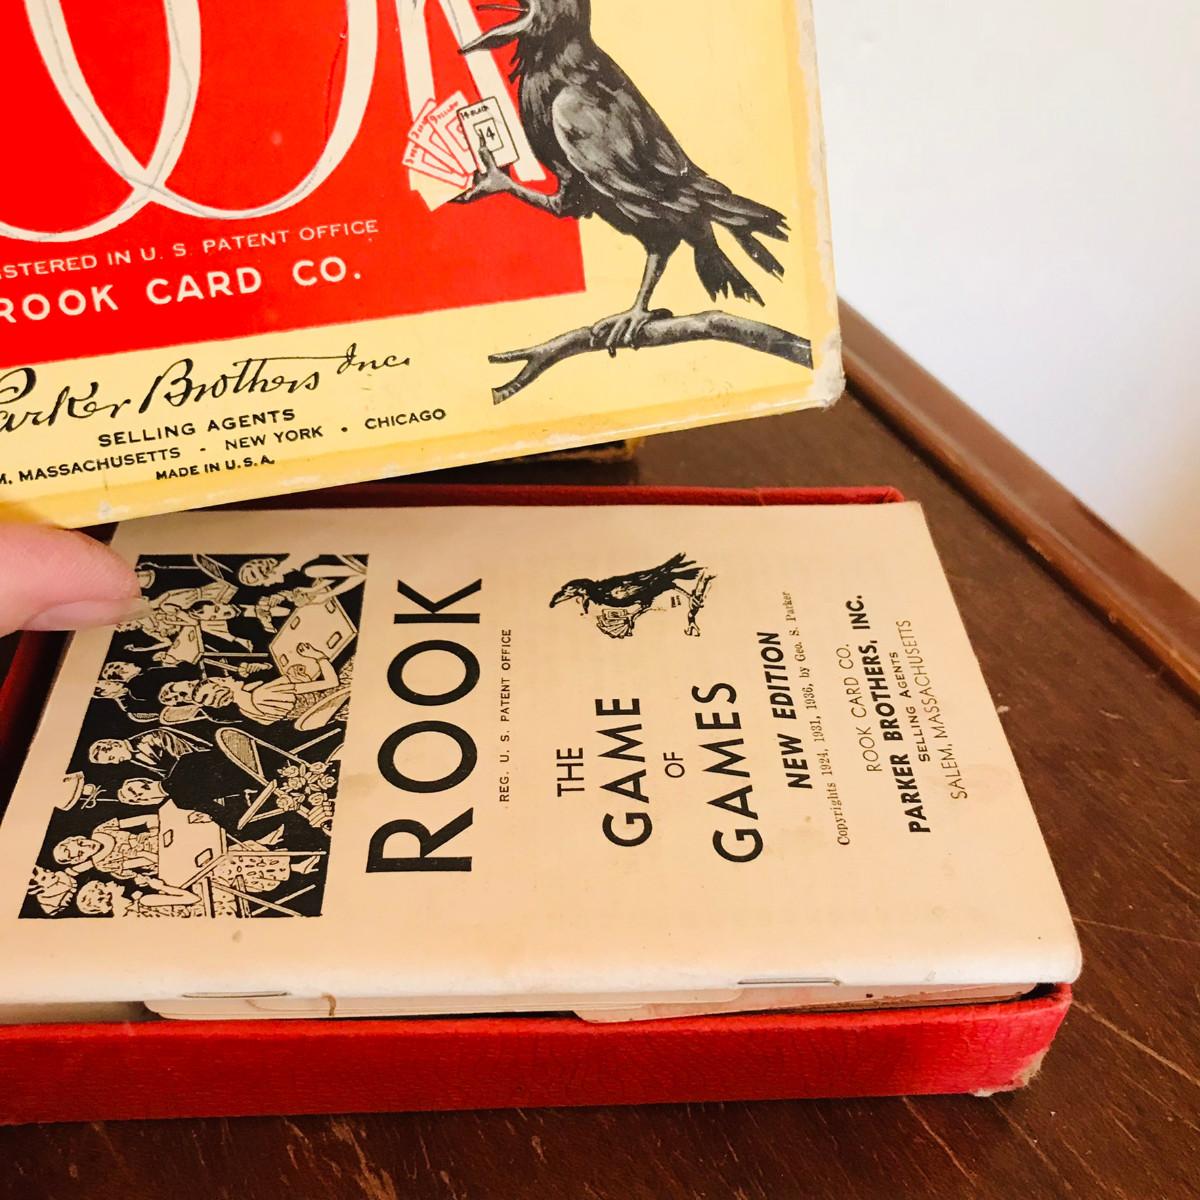 14
ISTERED IN U. S. PATENT OFFICE
ROOK CARD CO.
Parker Brothers Inc.
SELLING AGENTS
M, MASSACHUSETTS • NEW YORK • CHICAGO
MADE IN U.S.A.
ROOK
REG. U. S. PATENT OFFICE
THE
GAME
OF
GAMES
NEW EDITION
Copyrights 1924, 1931, 1936, by Geo. S. Parker
ROOK CARD CO.
PARKER BROTHERS, INC.
SELLING AGENTS
SALEM, MASSACHUSETTS